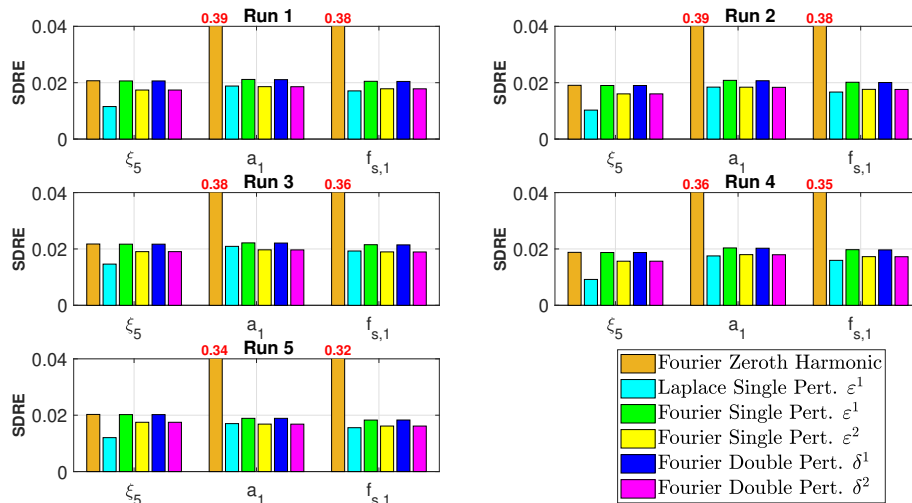 0.39 Run 1 0.38
0.04
0.02
0
SDRE
ξ5 a1 fs,1
0.39 Run 2 0.38
0.04
0.02
0
SDRE
ξ5 a1 fs,1
0.38 Run 3 0.36
0.04
0.02
0
SDRE
ξ5 a1 fs,1
0.36 Run 4 0.35
0.04
0.02
0
SDRE
ξ5 a1 fs,1
0.34 Run 5 0.32
0.04
0.02
0
SDRE
ξ5 a1 fs,1
Fourier Zeroth Harmonic
Laplace Single Pert. ε¹
Fourier Single Pert. ε¹
Fourier Single Pert. ε²
Fourier Double Pert. δ¹
Fourier Double Pert. δ²